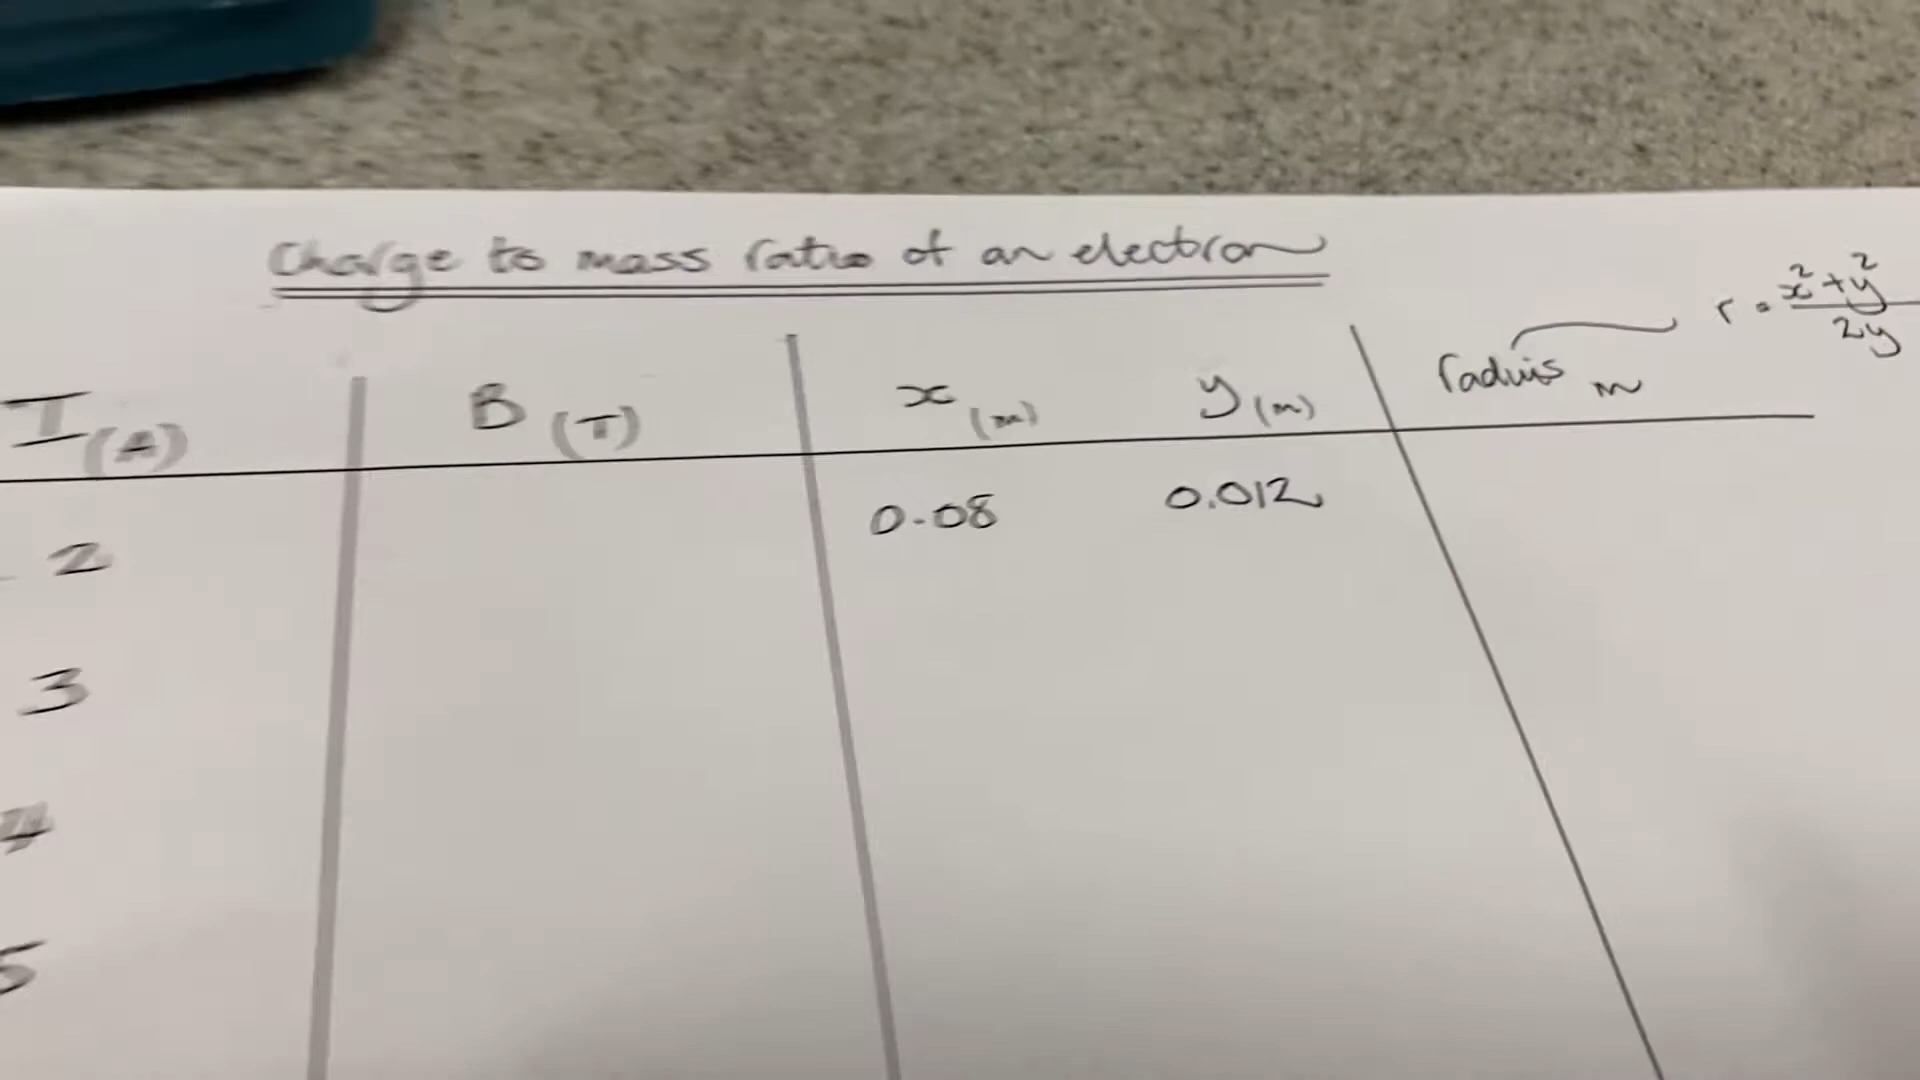 Charge to mass ratio of an electron
r = x²+y² / 2y
I (A) B (T) x (m) y (m) radius m
2 0.08 0.012
3
4
5